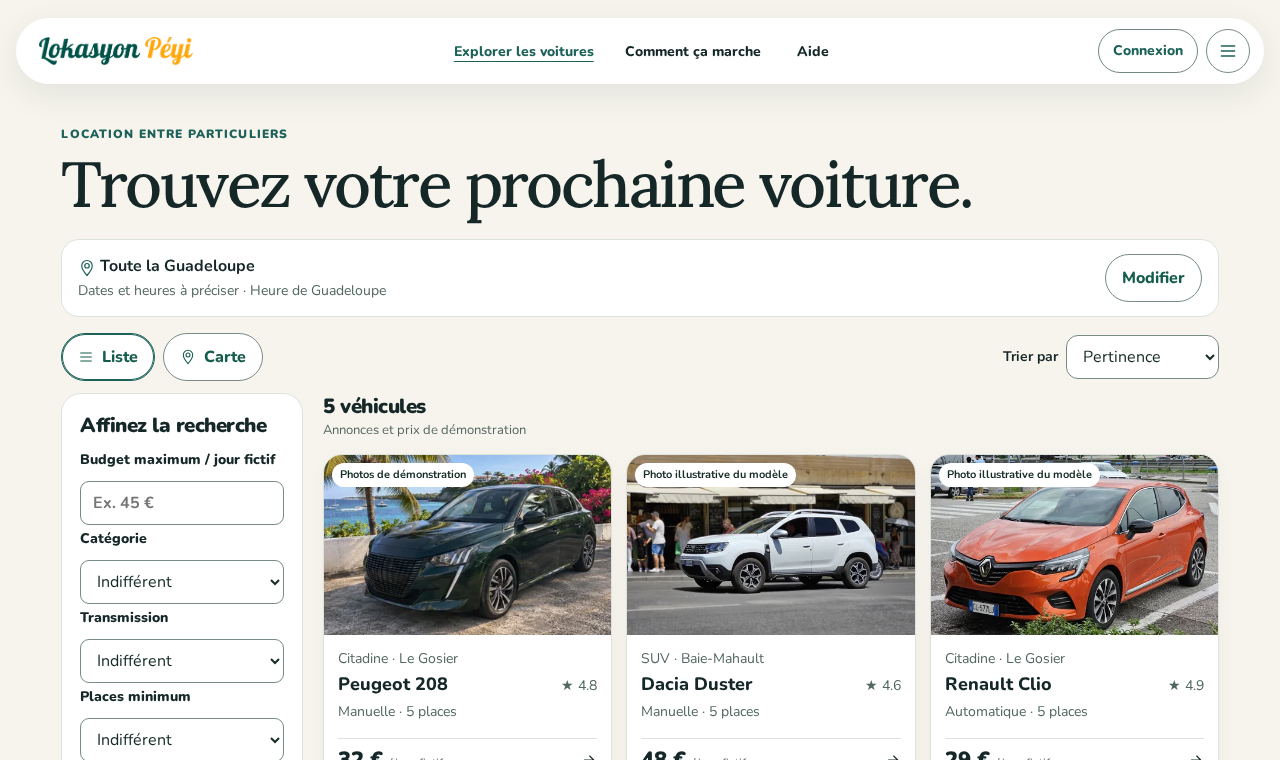 Lokasyon Péyi
Explorer les voitures
Comment ça marche
Aide
Connexion
LOCATION ENTRE PARTICULIERS
Trouvez votre prochaine voiture.
Toute la Guadeloupe
Dates et heures à préciser · Heure de Guadeloupe
Modifier
Liste
Carte
Trier par
Pertinence
Affinez la recherche
Budget maximum / jour fictif
Ex. 45 €
Catégorie
Indifférent
Transmission
Indifférent
Places minimum
Indifférent
5 véhicules
Annonces et prix de démonstration
Photos de démonstration
Citadine · Le Gosier
Peugeot 208
★ 4.8
Manuelle · 5 places
32 €
Photo illustrative du modèle
SUV · Baie-Mahault
Dacia Duster
★ 4.6
Manuelle · 5 places
48 €
Photo illustrative du modèle
Citadine · Le Gosier
Renault Clio
★ 4.9
Automatique · 5 places
29 €